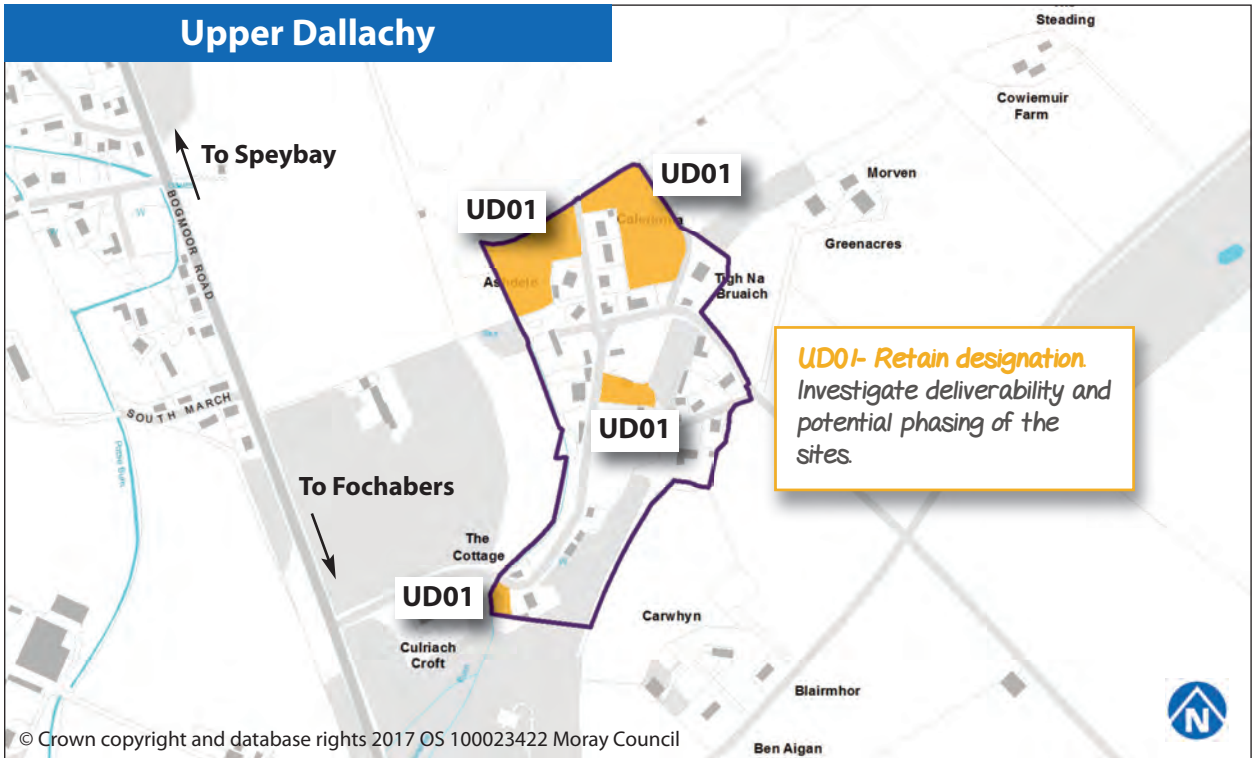 Upper Dallachy
Steading
Cowiemuir
Farm
To Speybay
UD01
Morven
UD01
Caledonia
BOGMOOR ROAD
Greenacres
Ashdele
Tigh Na
Bruaich
UD01- Retain designation.
Investigate deliverability and
potential phasing of the
sites.
SOUTH MARCH
UD01
To Fochabers
The
Cottage
UD01
Carwhyn
Culriach
Croft
Blairmhor
N
© Crown copyright and database rights 2017 OS 100023422 Moray Council
Ben Aigan